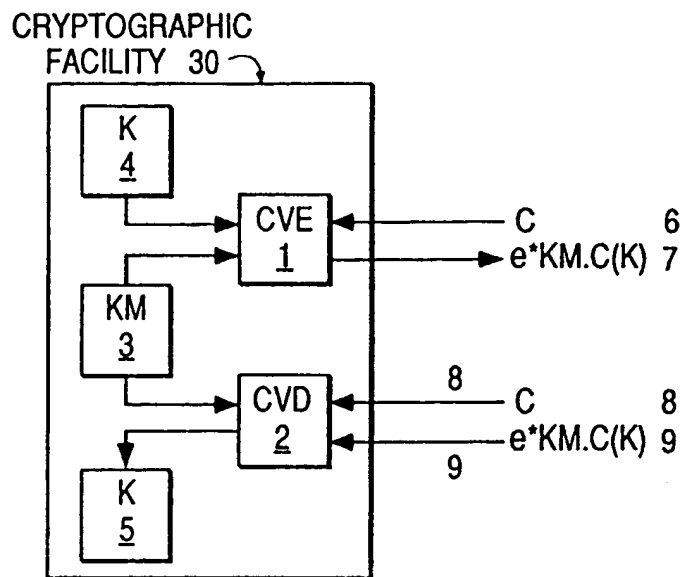 CRYPTOGRAPHIC
FACILITY 30
K
4
CVE
1
C 6
e*KM.C(K) 7
KM
3
CVD
2
8
C 8
e*KM.C(K) 9
9
K
5